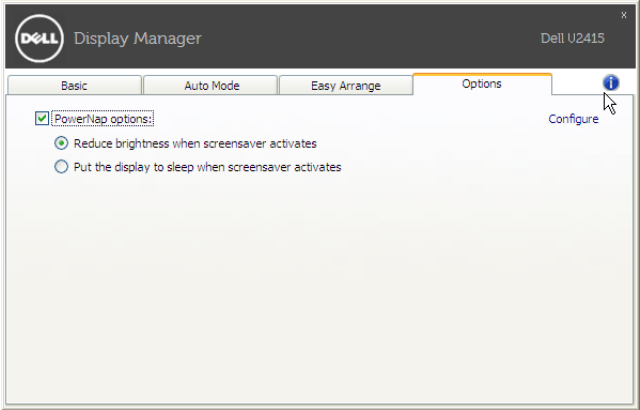 DELL Display Manager Dell U2415 x
Basic Auto Mode Easy Arrange Options i
PowerNap options: Configure
Reduce brightness when screensaver activates
Put the display to sleep when screensaver activates